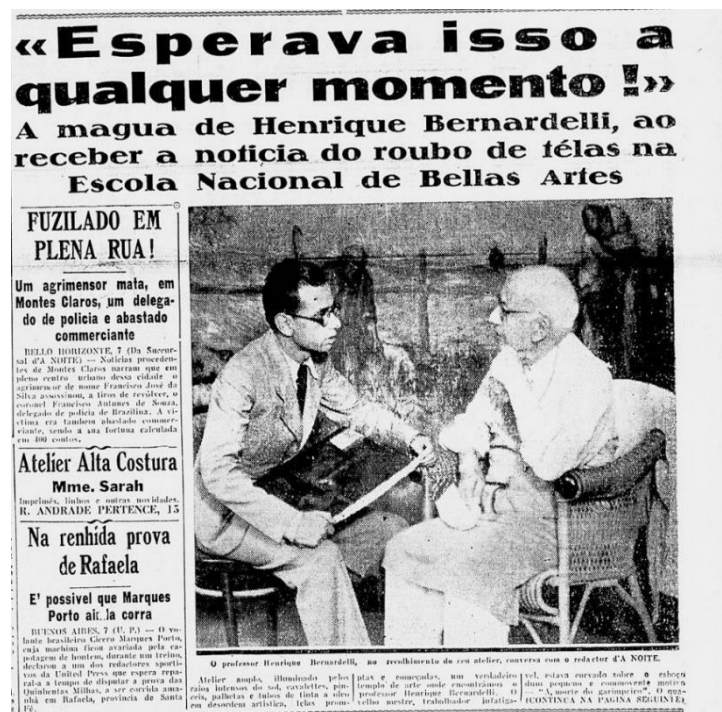 «Esperava isso a
qualquer momento!»
A magua de Henrique Bernardelli, ao
receber a noticia do roubo de télas na
Escola Nacional de Bellas Artes
FUZILADO EM
PLENA RUA!
Um agrimensor mata, em
Montes Claros, um delega-
do de policia e abastado
commerciante
BELLO HORIZONTE, 7 (Da Sucur-
sal d'A NOITE) — Noticias proceden-
tes de Montes Claros narram que em
pleno centro urbano dessa cidade o
agrimensor de nome Francisco José da
Silva assassinou, a tiros de revólver, o
coronel Francisco Antunes de Souza,
delegado de policia de Brazilina. A vi-
ctima era tambem abastado commer-
ciante, sendo a sua fortuna calculada
em 400 contos.
Atelier Alta Costura
Mme. Sarah
Imprimés, linhos e outras novidades.
R. ANDRADE PERTENCE, 15
Na renhida prova
de Rafaela
E' possivel que Marques
Porto ainda corra
BUENOS AIRES, 7 (U. P.) — O vo-
lante brasileiro Cicero Marques Porto,
cuja machina ficou avariada pela ca-
potagem de hontem, durante um treino,
declarou a um dos redactores sporti-
vos da United Press que espera repa-
ral-a a tempo de disputar a prova das
Quinhentas Milhas, a ser corrida ama-
nhã em Rafaela, provincia de Santa
Fé.
O professor Henrique Bernardelli, no recolhimento do seu atelier, conversa com o redactor d'A NOITE.
Atelier amplo, illuminado pelos
raios intensos do sol, cavaletes, pin-
ceis, palhetas e tubos de tinta a oleo
em desordem artistica, telas prom-
ptas e começadas, um verdadeiro
templo de arte onde encontrámos o
professor Henrique Bernardelli. O
velho mestre, trabalhador infatiga-
vel, estava curvado sobre o esboço
dum pequeno e commovente motivo
— "A morte do garimpeiro". O qua-
(CONTINUA NA PAGINA SEGUINTE)